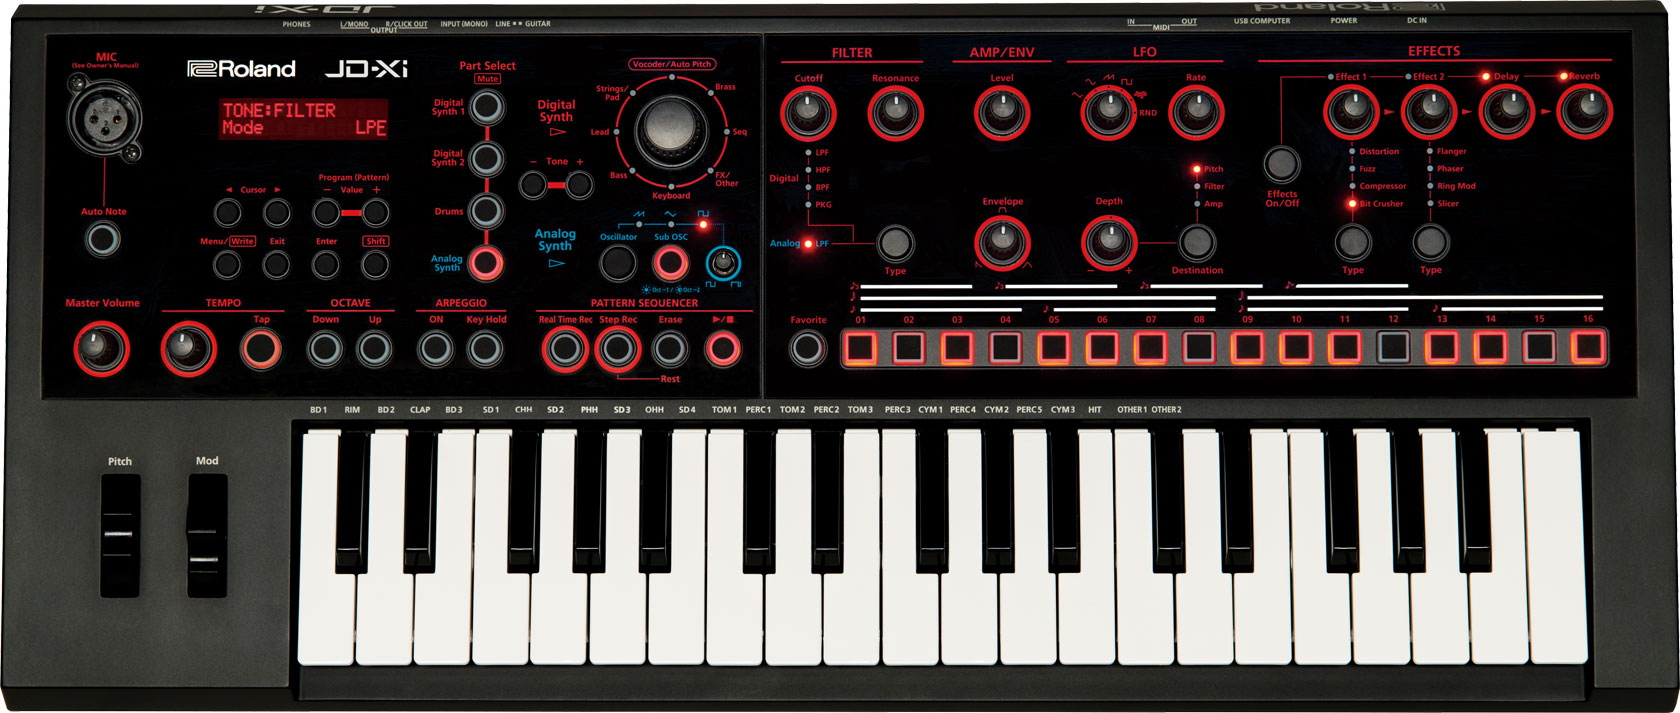 PHONES
L/MONO R/CLICK OUT
OUTPUT
INPUT (MONO) LINE GUITAR
IN OUT
MIDI
USB COMPUTER
POWER
DC IN
JD-Xi
Roland
MIC
(See Owner's Manual)
Roland JD-Xi
TONE:FILTER
Mode LPE
Auto Note
Cursor
Program (Pattern)
− Value +
Menu/Write Exit Enter Shift
Part Select
Mute
Digital
Synth 1
Digital
Synth 2
Drums
Analog
Synth
Digital
Synth
− Tone +
Analog
Synth
Vocoder/Auto Pitch
Brass
Seq
FX/
Other
Keyboard
Bass
Lead
Strings/
Pad
Oscillator Sub OSC
Oct −1 / Oct −2
Master Volume
TEMPO
Tap
OCTAVE
Down Up
ARPEGGIO
ON Key Hold
PATTERN SEQUENCER
Real Time Rec Step Rec Erase
Rest
FILTER
Cutoff Resonance
Digital
LPF
HPF
BPF
PKG
Analog LPF
Type
AMP/ENV
Level
Envelope
LFO
RND
Rate
Depth
− +
Pitch
Filter
Amp
Destination
EFFECTS
Effect 1 Effect 2 Delay Reverb
Effects
On/Off
Distortion
Fuzz
Compressor
Bit Crusher
Type
Flanger
Phaser
Ring Mod
Slicer
Type
Favorite
01 02 03 04 05 06 07 08 09 10 11 12 13 14 15 16
BD1 RIM BD2 CLAP BD3 SD1 CHH SD2 PHH SD3 OHH SD4 TOM1 PERC1 TOM2 PERC2 TOM3 PERC3 CYM1 PERC4 CYM2 PERC5 CYM3 HIT OTHER1 OTHER2
Pitch Mod